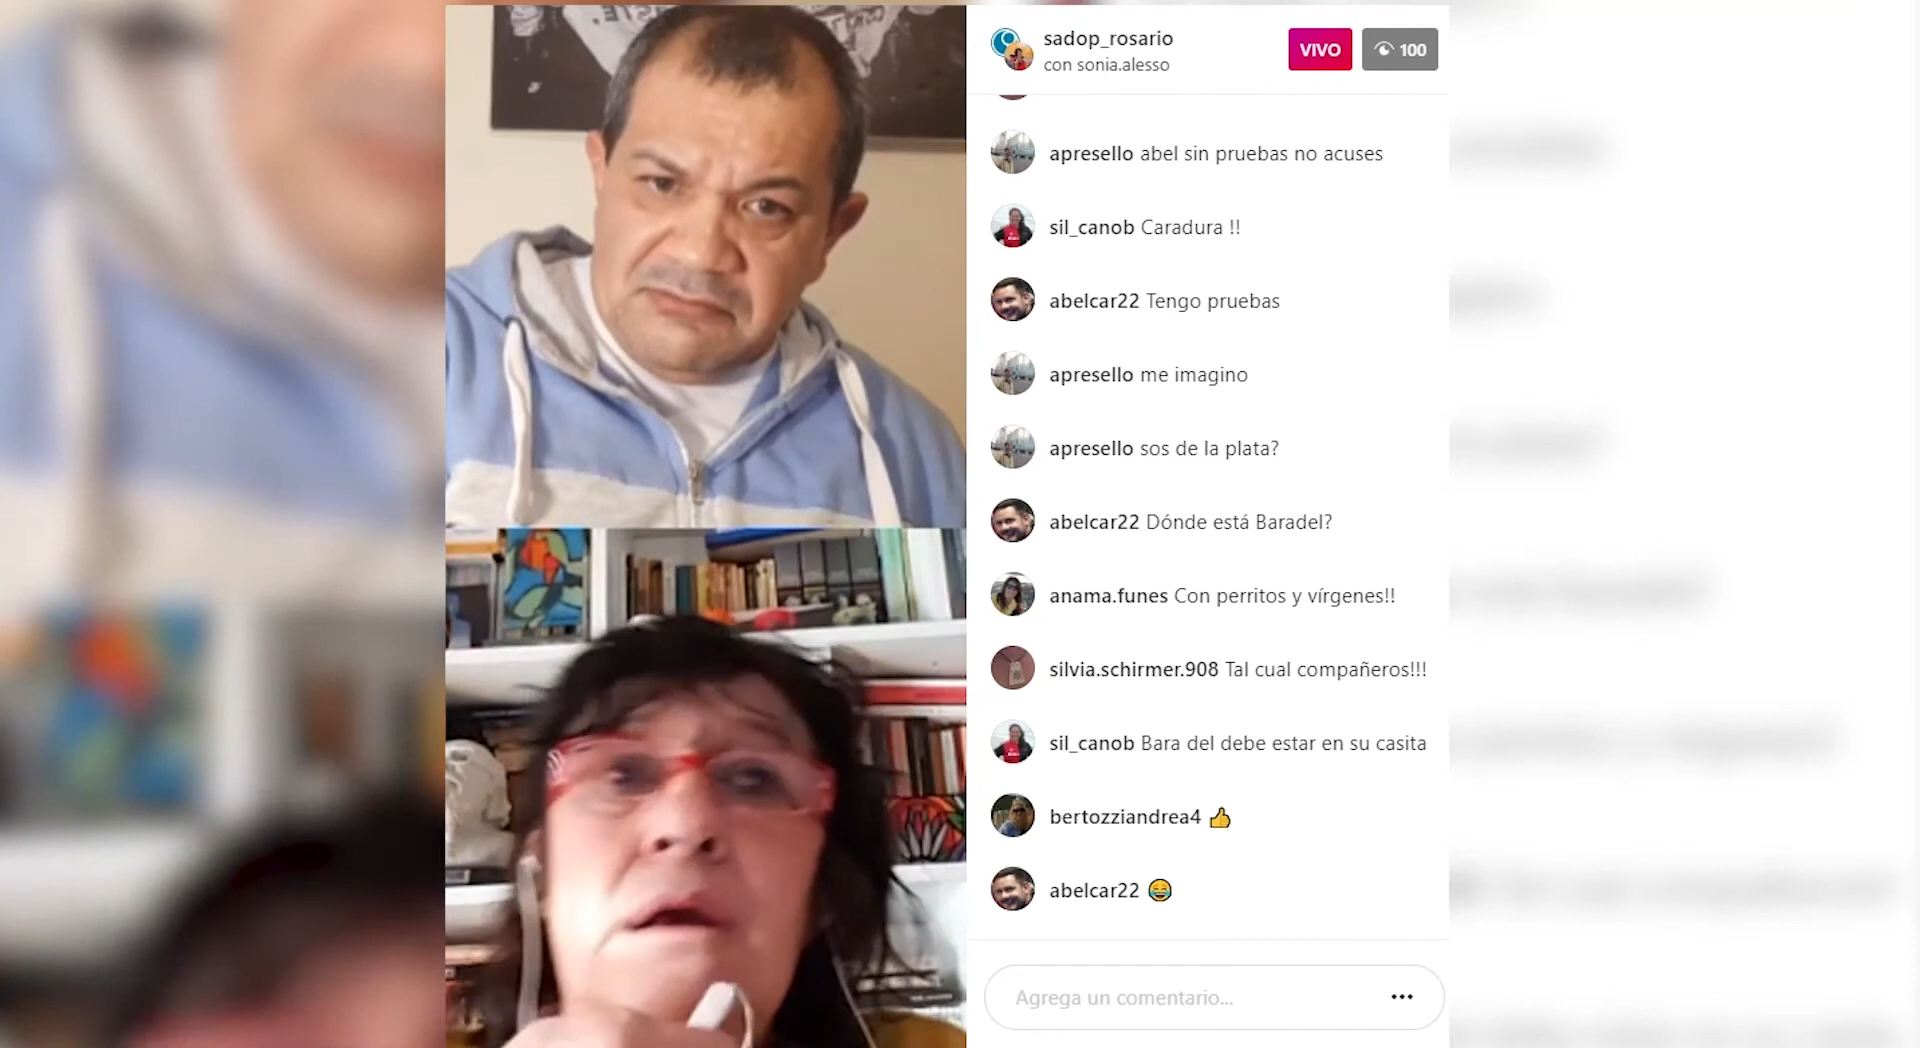 sadop_rosario
con sonia.alesso
VIVO
100
apresello abel sin pruebas no acuses
sil_canob Caradura !!
abelcar22 Tengo pruebas
apresello me imagino
apresello sos de la plata?
abelcar22 Dónde está Baradel?
anama.funes Con perritos y vírgenes!!
silvia.schirmer.908 Tal cual compañeros!!!
sil_canob Bara del debe estar en su casita
bertozziandrea4 👍
abelcar22 😂
Agrega un comentario...